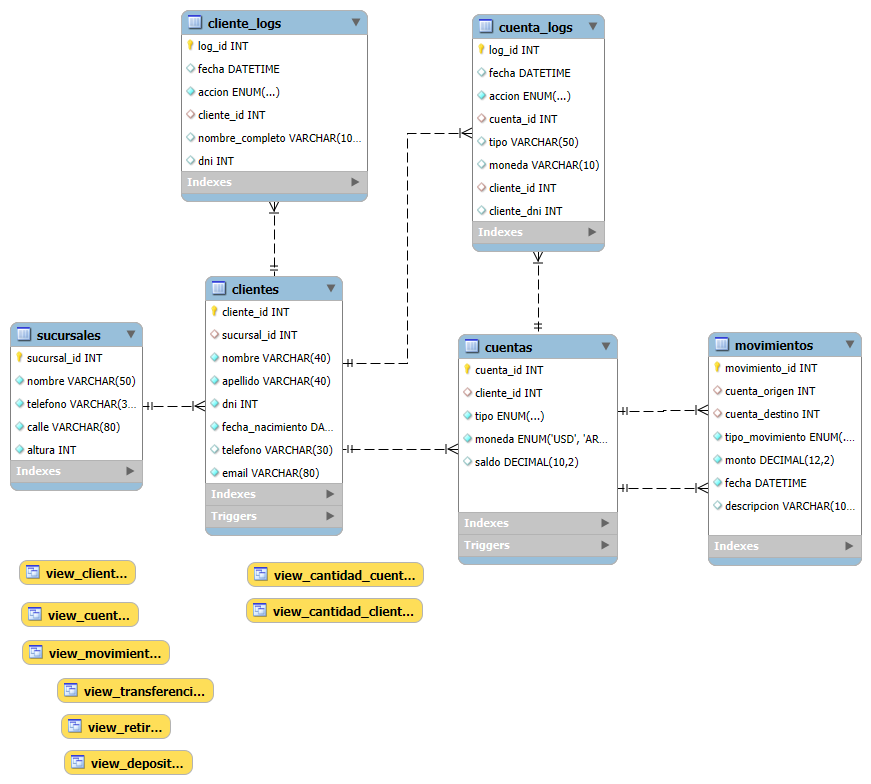 cliente_logs
log_id INT
fecha DATETIME
accion ENUM(...)
cliente_id INT
nombre_completo VARCHAR(10...
dni INT
Indexes
cuenta_logs
log_id INT
fecha DATETIME
accion ENUM(...)
cuenta_id INT
tipo VARCHAR(50)
moneda VARCHAR(10)
cliente_id INT
cliente_dni INT
Indexes
sucursales
sucursal_id INT
nombre VARCHAR(50)
telefono VARCHAR(3...
calle VARCHAR(80)
altura INT
Indexes
clientes
cliente_id INT
sucursal_id INT
nombre VARCHAR(40)
apellido VARCHAR(40)
dni INT
fecha_nacimiento DA...
telefono VARCHAR(30)
email VARCHAR(80)
Indexes
Triggers
cuentas
cuenta_id INT
cliente_id INT
tipo ENUM(...)
moneda ENUM('USD', 'AR...
saldo DECIMAL(10,2)
Indexes
Triggers
movimientos
movimiento_id INT
cuenta_origen INT
cuenta_destino INT
tipo_movimiento ENUM(....
monto DECIMAL(12,2)
fecha DATETIME
descripcion VARCHAR(10...
Indexes
view_client...
view_cuent...
view_movimient...
view_transferenci...
view_retir...
view_deposit...
view_cantidad_cuent...
view_cantidad_client...